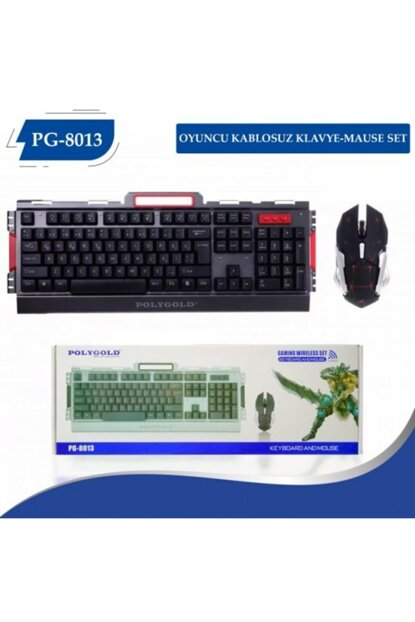 PG-8013
OYUNCU KABLOSUZ KLAVYE-MAUSE SET
POLYGOLD
POLYGOLD
GAMING WIRELESS SET
KEYBOARD AND MOUSE
PG-8013
KEYBOARD AND MOUSE